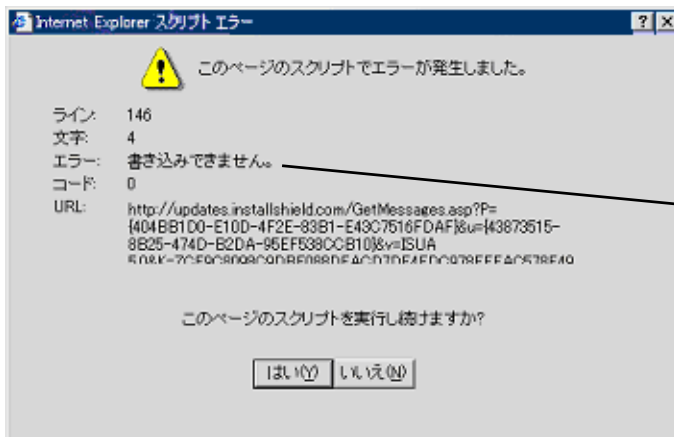 Internet Explorer スクリプト エラー
このページのスクリプトでエラーが発生しました。
ライン: 146
文字: 4
エラー: 書き込みできません。
コード: 0
URL: http://updates.installshield.com/GetMessages.asp?P=
{404BB1D0-E10D-4F2E-83B1-E43C7516FDAF}&u={43873515-
8B25-474D-B2DA-95EF538CCB10}&v=ISUA
このページのスクリプトを実行し続けますか?
はい(Y) いいえ(N)